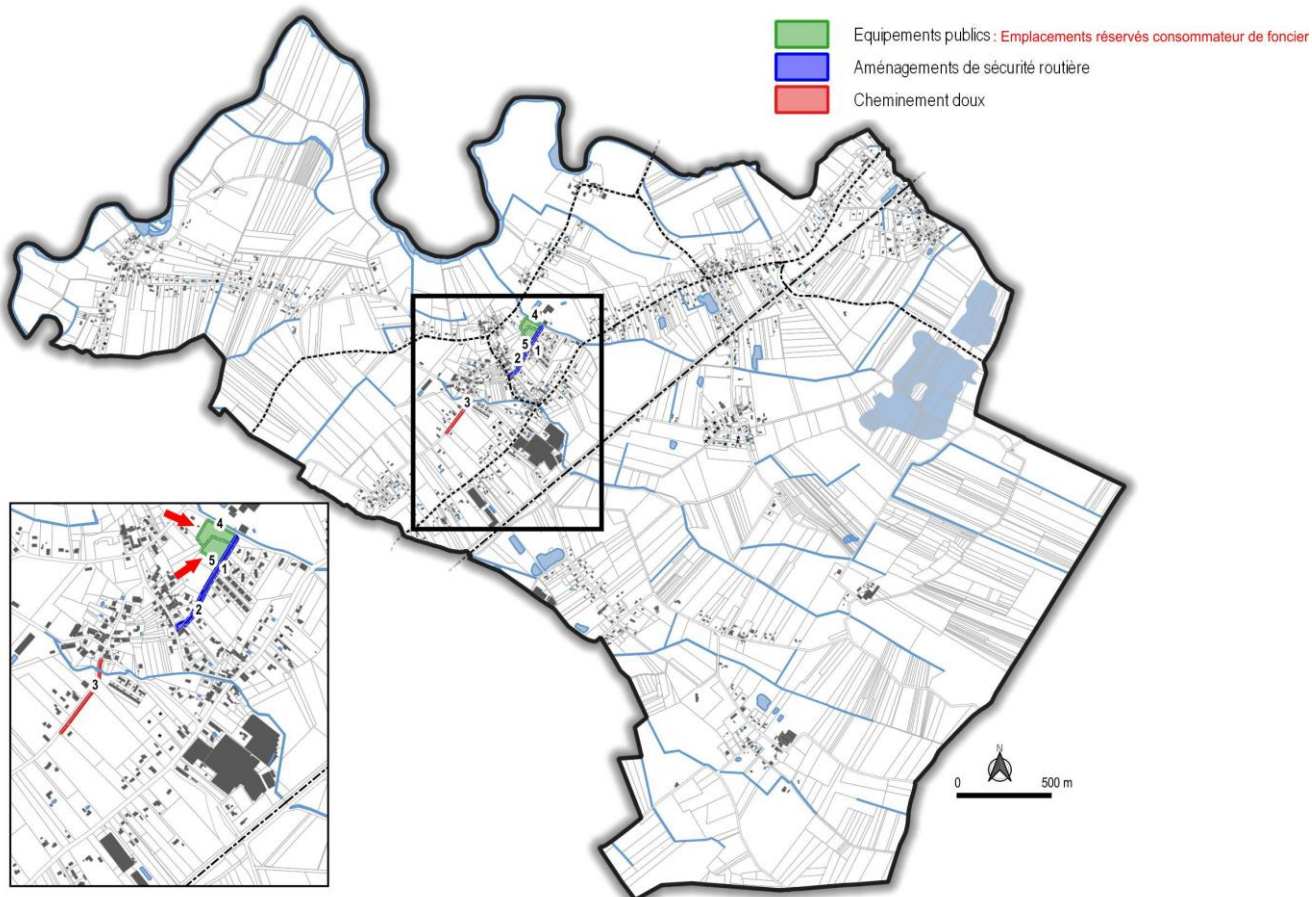 Equipements publics : Emplacements réservés consommateur de foncier
Aménagements de sécurité routière
Cheminement doux
4
5
1
2
3
4
5
1
2
3
N
0 500 m